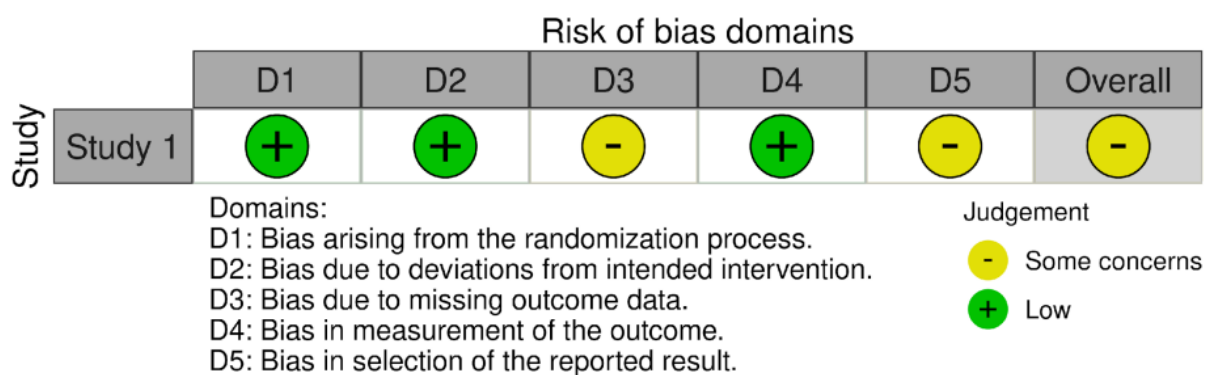 Risk of bias domains
D1 D2 D3 D4 D5 Overall
Study
Study 1 + + - + - -
Domains:
D1: Bias arising from the randomization process.
D2: Bias due to deviations from intended intervention.
D3: Bias due to missing outcome data.
D4: Bias in measurement of the outcome.
D5: Bias in selection of the reported result.
Judgement
- Some concerns
+ Low